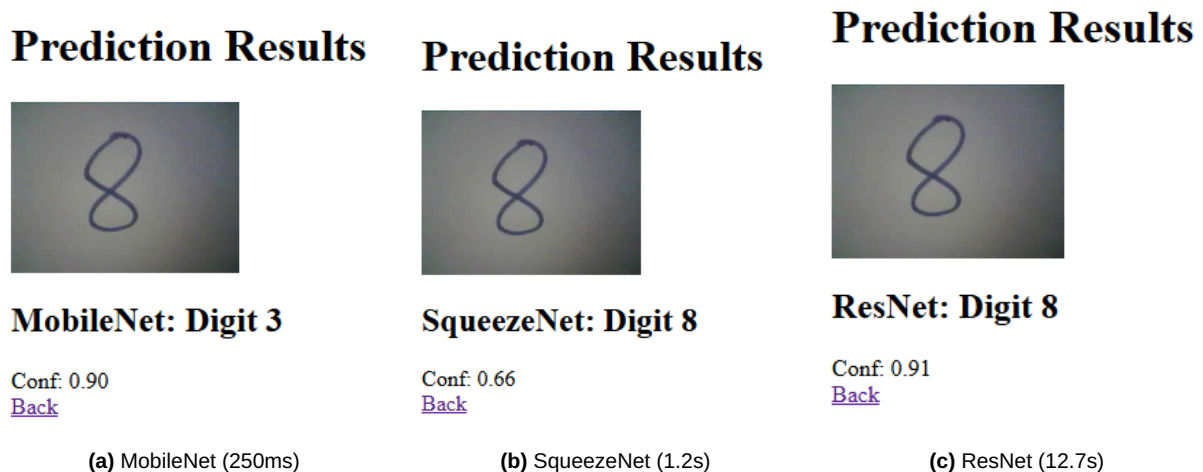 Prediction Results
8
MobileNet: Digit 3
Conf: 0.90
Back
(a) MobileNet (250ms)
Prediction Results
8
SqueezeNet: Digit 8
Conf: 0.66
Back
(b) SqueezeNet (1.2s)
Prediction Results
8
ResNet: Digit 8
Conf: 0.91
Back
(c) ResNet (12.7s)